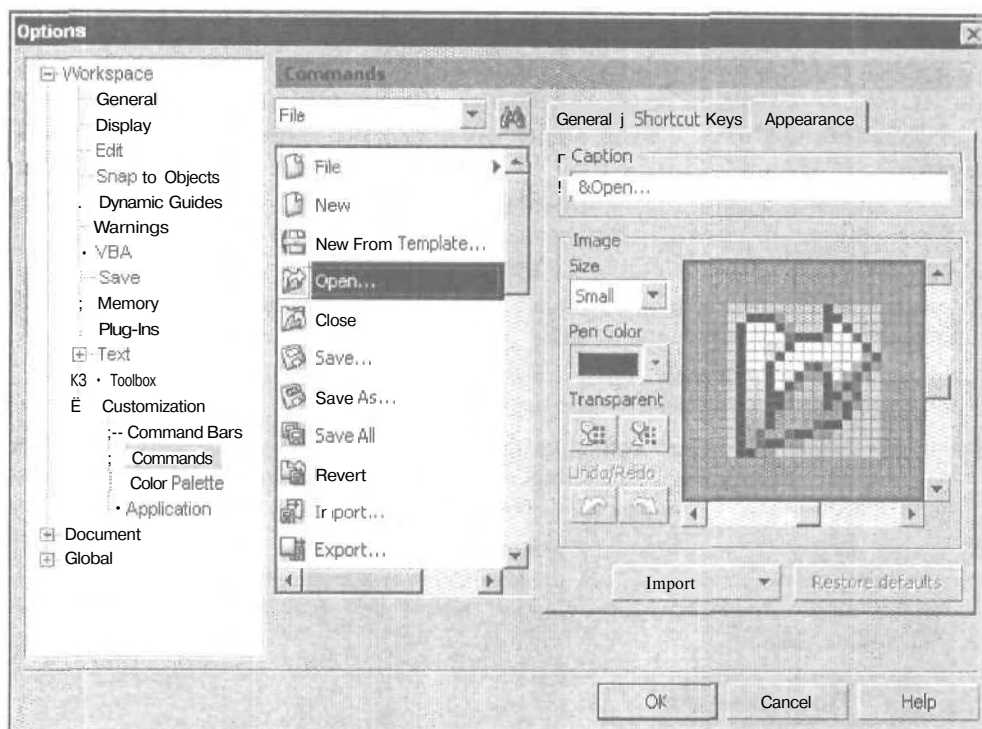 Options
Workspace
General
Display
Edit
Snap to Objects
. Dynamic Guides
Warnings
· VBA
Save
; Memory
Plug-Ins
Text
К3 · Toolbox
Ё Customization
;-- Command Bars
; Commands
Color Palette
· Application
Document
Global
Commands
File
File
New
New From Template...
Open...
Close
Save...
Save As...
Save All
Revert
Ir port...
Export...
General j Shortcut Keys Appearance
г Caption
! , &Open...
Image
Size
Small
Pen Color
Transparent
Undo/Redo
Import
Restore defaults
OK Cancel Help